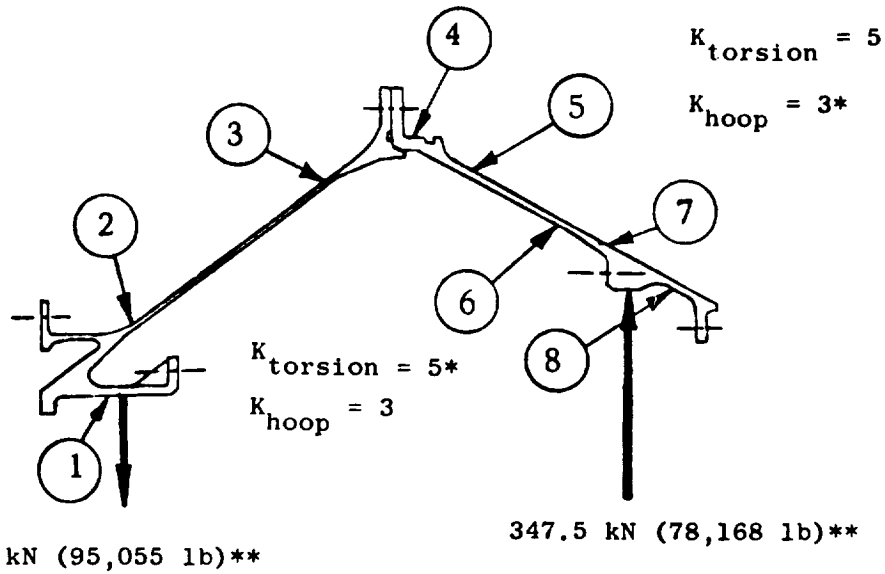 4
K torsion = 5
5
K hoop = 3*
3
2
7
6
K torsion = 5*
8
K hoop = 3
1
347.5 kN (78,168 lb)**
kN (95,055 lb)**